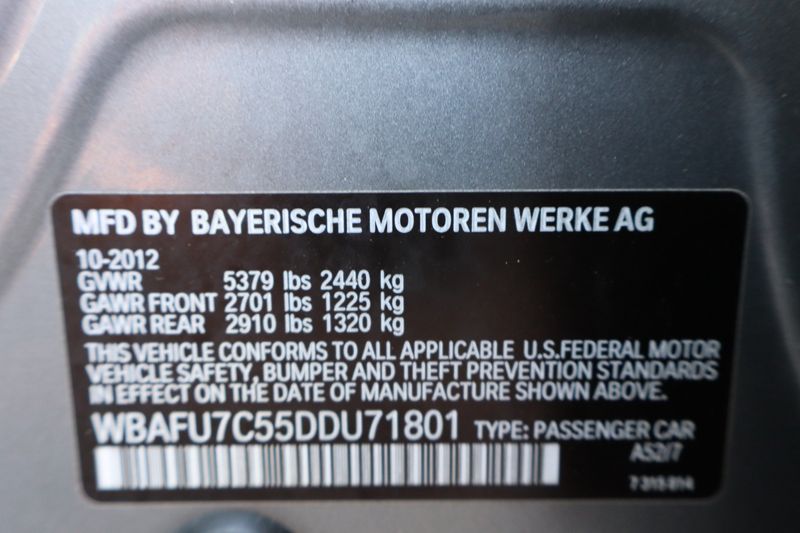 MFD BY BAYERISCHE MOTOREN WERKE AG
10-2012
GVWR 5379 lbs 2440 kg
GAWR FRONT 2701 lbs 1225 kg
GAWR REAR 2910 lbs 1320 kg
THIS VEHICLE CONFORMS TO ALL APPLICABLE U.S.FEDERAL MOTOR
VEHICLE SAFETY, BUMPER AND THEFT PREVENTION STANDARDS
IN EFFECT ON THE DATE OF MANUFACTURE SHOWN ABOVE.
WBAFU7C55DDU71801 TYPE: PASSENGER CAR
A52/7